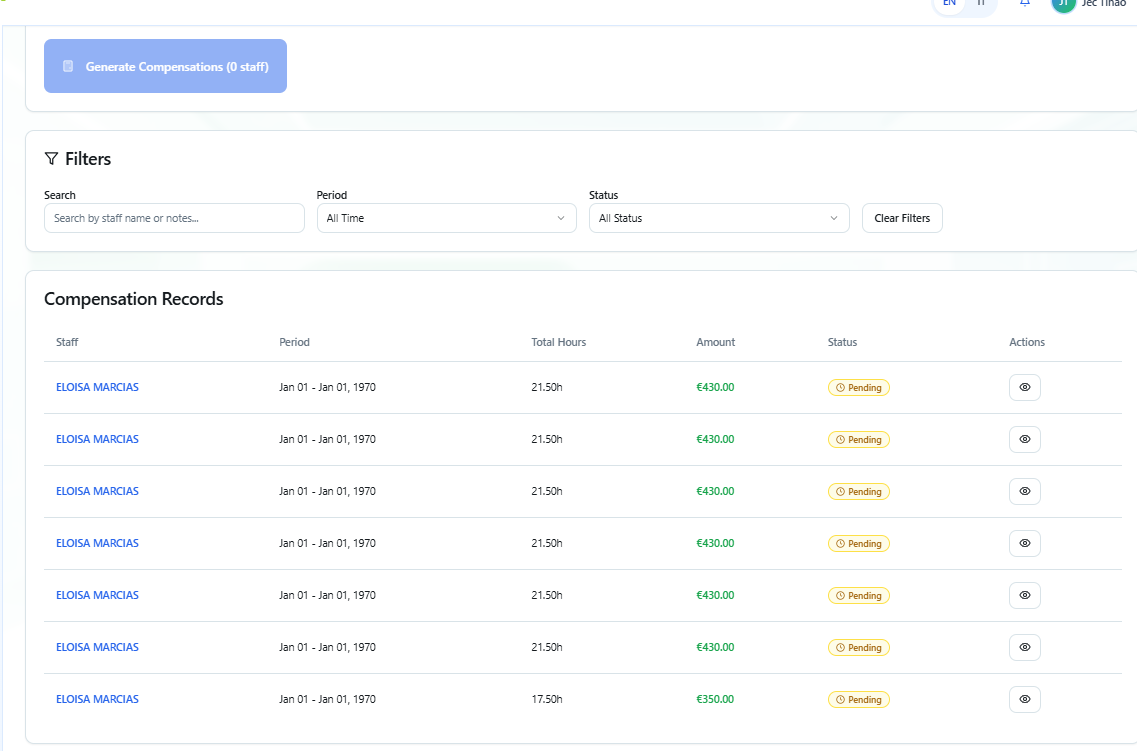 EN IT JT Jec Tinao
Generate Compensations (0 staff)
Filters
Search Period Status
Search by staff name or notes... All Time All Status Clear Filters
Compensation Records
Staff Period Total Hours Amount Status Actions
ELOISA MARCIAS Jan 01 - Jan 01, 1970 21.50h €430.00 Pending
ELOISA MARCIAS Jan 01 - Jan 01, 1970 21.50h €430.00 Pending
ELOISA MARCIAS Jan 01 - Jan 01, 1970 21.50h €430.00 Pending
ELOISA MARCIAS Jan 01 - Jan 01, 1970 21.50h €430.00 Pending
ELOISA MARCIAS Jan 01 - Jan 01, 1970 21.50h €430.00 Pending
ELOISA MARCIAS Jan 01 - Jan 01, 1970 21.50h €430.00 Pending
ELOISA MARCIAS Jan 01 - Jan 01, 1970 17.50h €350.00 Pending